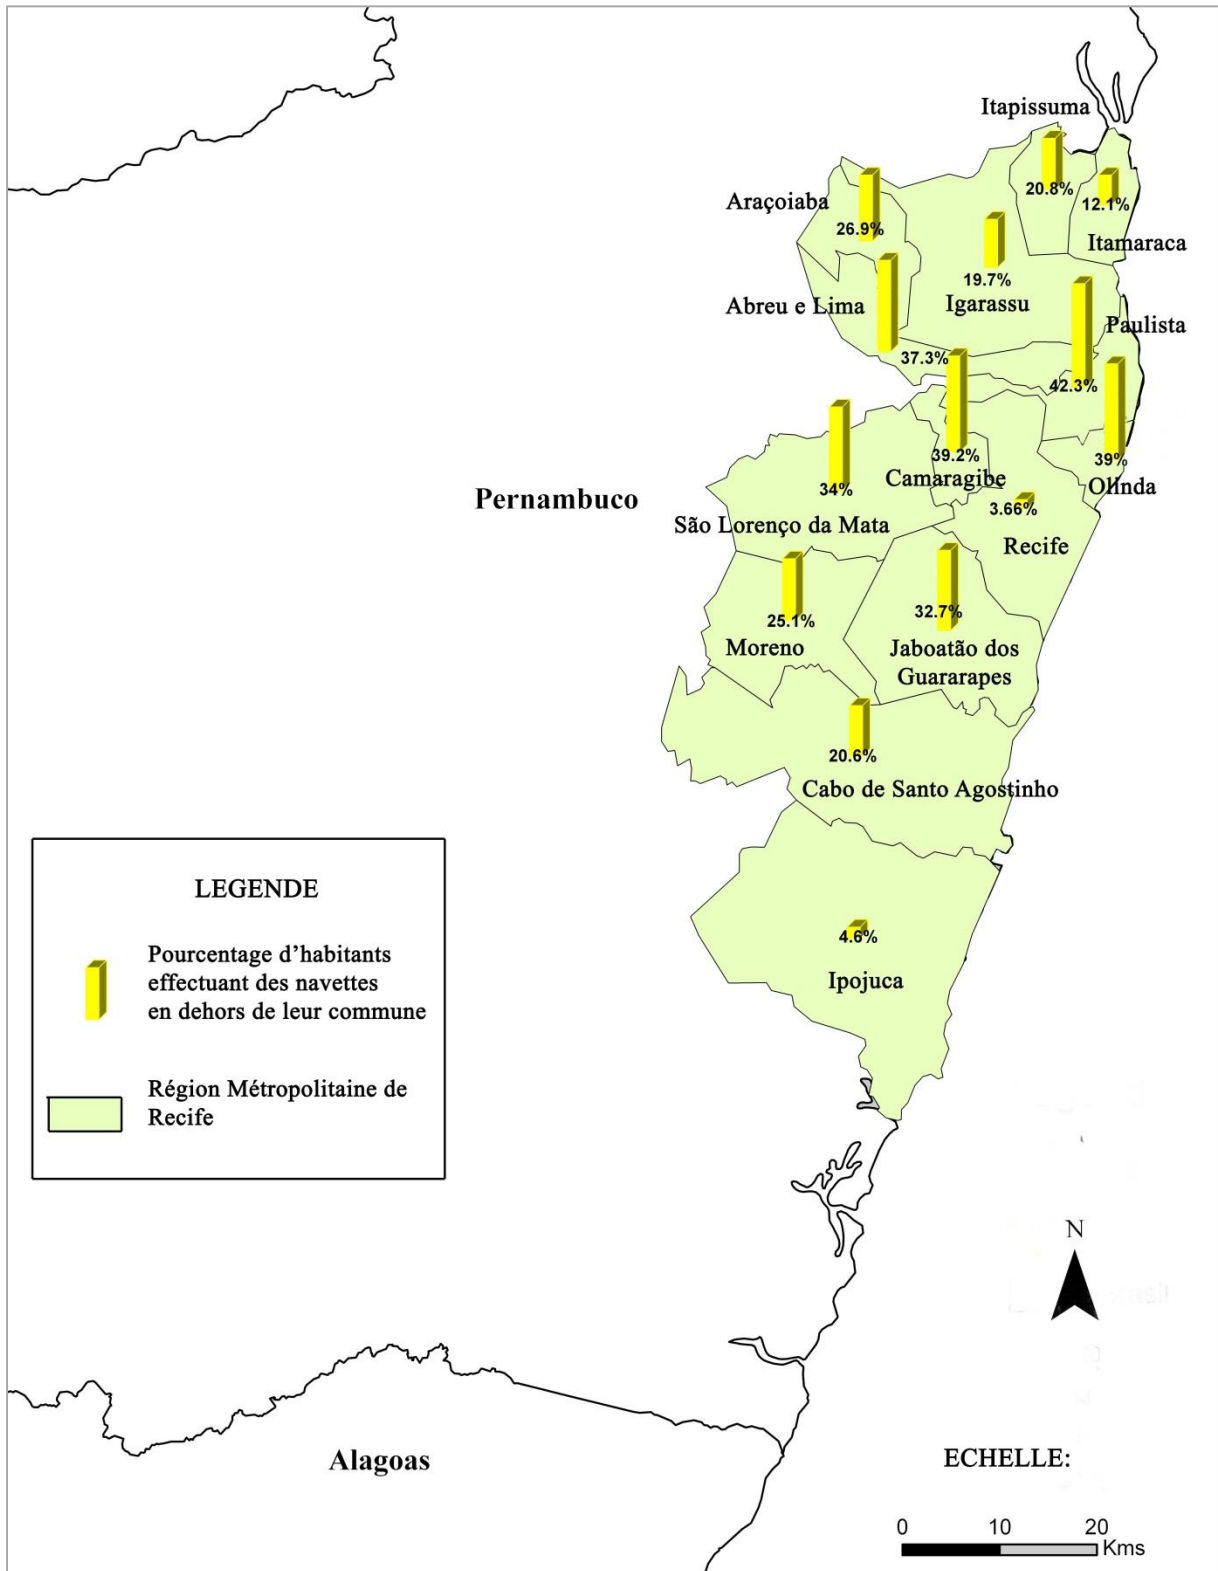 Itapissuma
20.8%
12.1%
Araçoiaba
26.9%
Itamaraca
19.7%
Igarassu
Abreu e Lima
37.3%
Paulista
42.3%
39.2%
Camaragibe
39%
Olinda
34%
São Lorenço da Mata
Pernambuco
3.66%
Recife
25.1%
Moreno
32.7%
Jaboatão dos
Guararapes
20.6%
Cabo de Santo Agostinho
4.6%
Ipojuca
LEGENDE
Pourcentage d’habitants
effectuant des navettes
en dehors de leur commune
Région Métropolitaine de
Recife
N
Alagoas
ECHELLE:
0 10 20
Kms